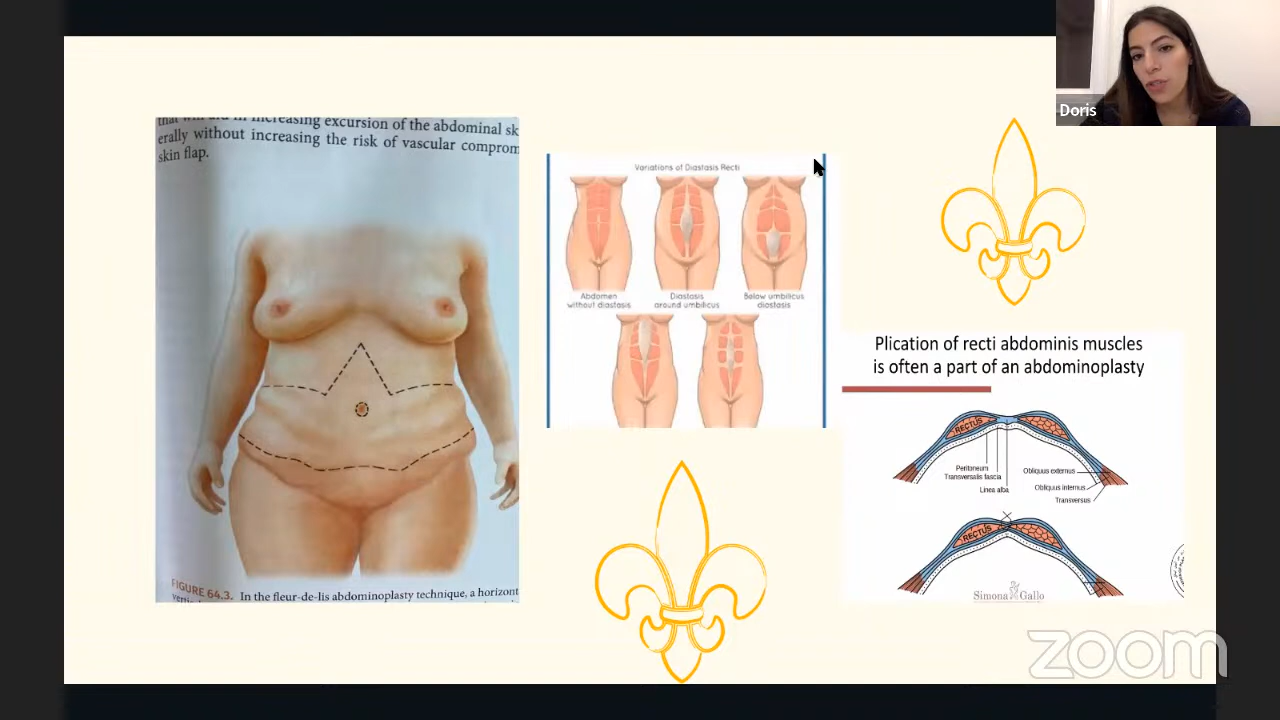 Doris
erally without increasing the risk of vascular
skin flap.
FIGURE 64.3. In the fleur-de-lis abdominoplasty technique, a
Variations of Diastasis Recti
Abdomen
without diastasis
Diastasis
around umbilicus
Below umbilicus
diastasis
Plication of recti abdominis muscles
is often a part of an abdominoplasty
RECTUS
Peritoneum
Transversalis fascia
Linea alba
Obliquus externus
Obliquus internus
Transversus
RECTUS
Simona Gallo
zoom